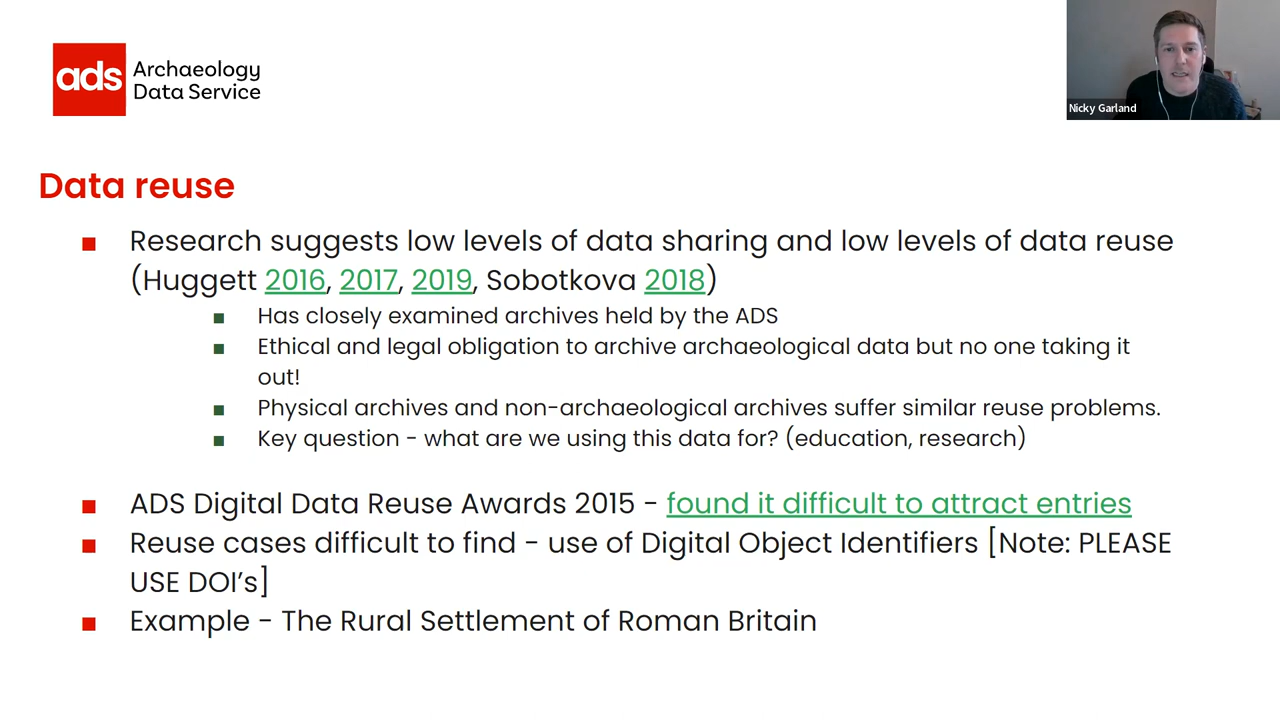 ads Archaeology
Data Service
Nicky Garland
Data reuse
Research suggests low levels of data sharing and low levels of data reuse
(Huggett 2016, 2017, 2019, Sobotkova 2018)
Has closely examined archives held by the ADS
Ethical and legal obligation to archive archaeological data but no one taking it
out!
Physical archives and non-archaeological archives suffer similar reuse problems.
Key question - what are we using this data for? (education, research)
ADS Digital Data Reuse Awards 2015 - found it difficult to attract entries
Reuse cases difficult to find - use of Digital Object Identifiers [Note: PLEASE
USE DOI's]
Example - The Rural Settlement of Roman Britain